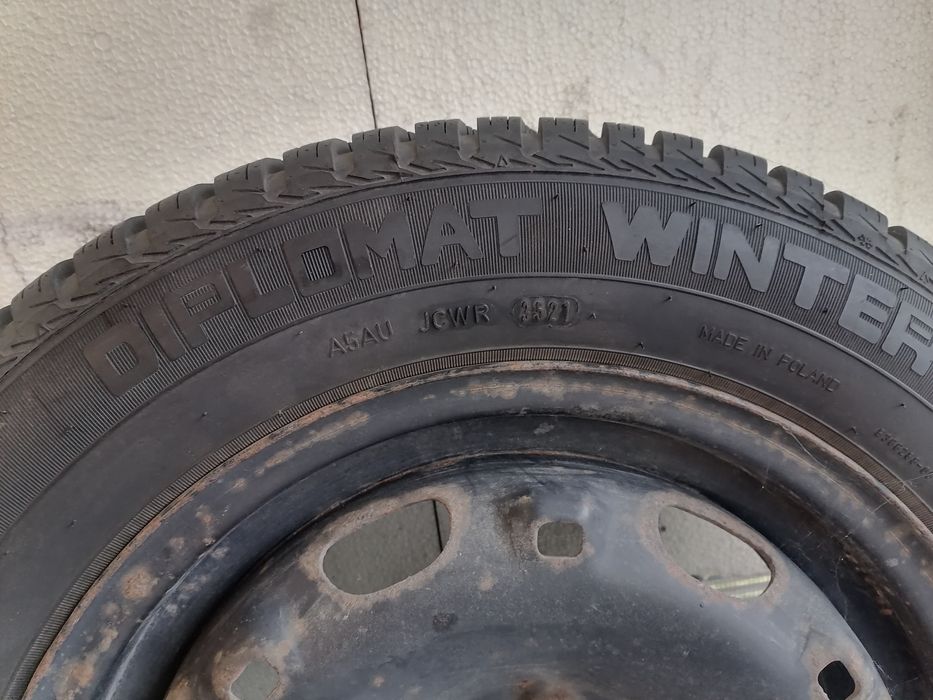 DIPLOMAT WINTER
A5AU JCWR 3521
MADE IN POLAND